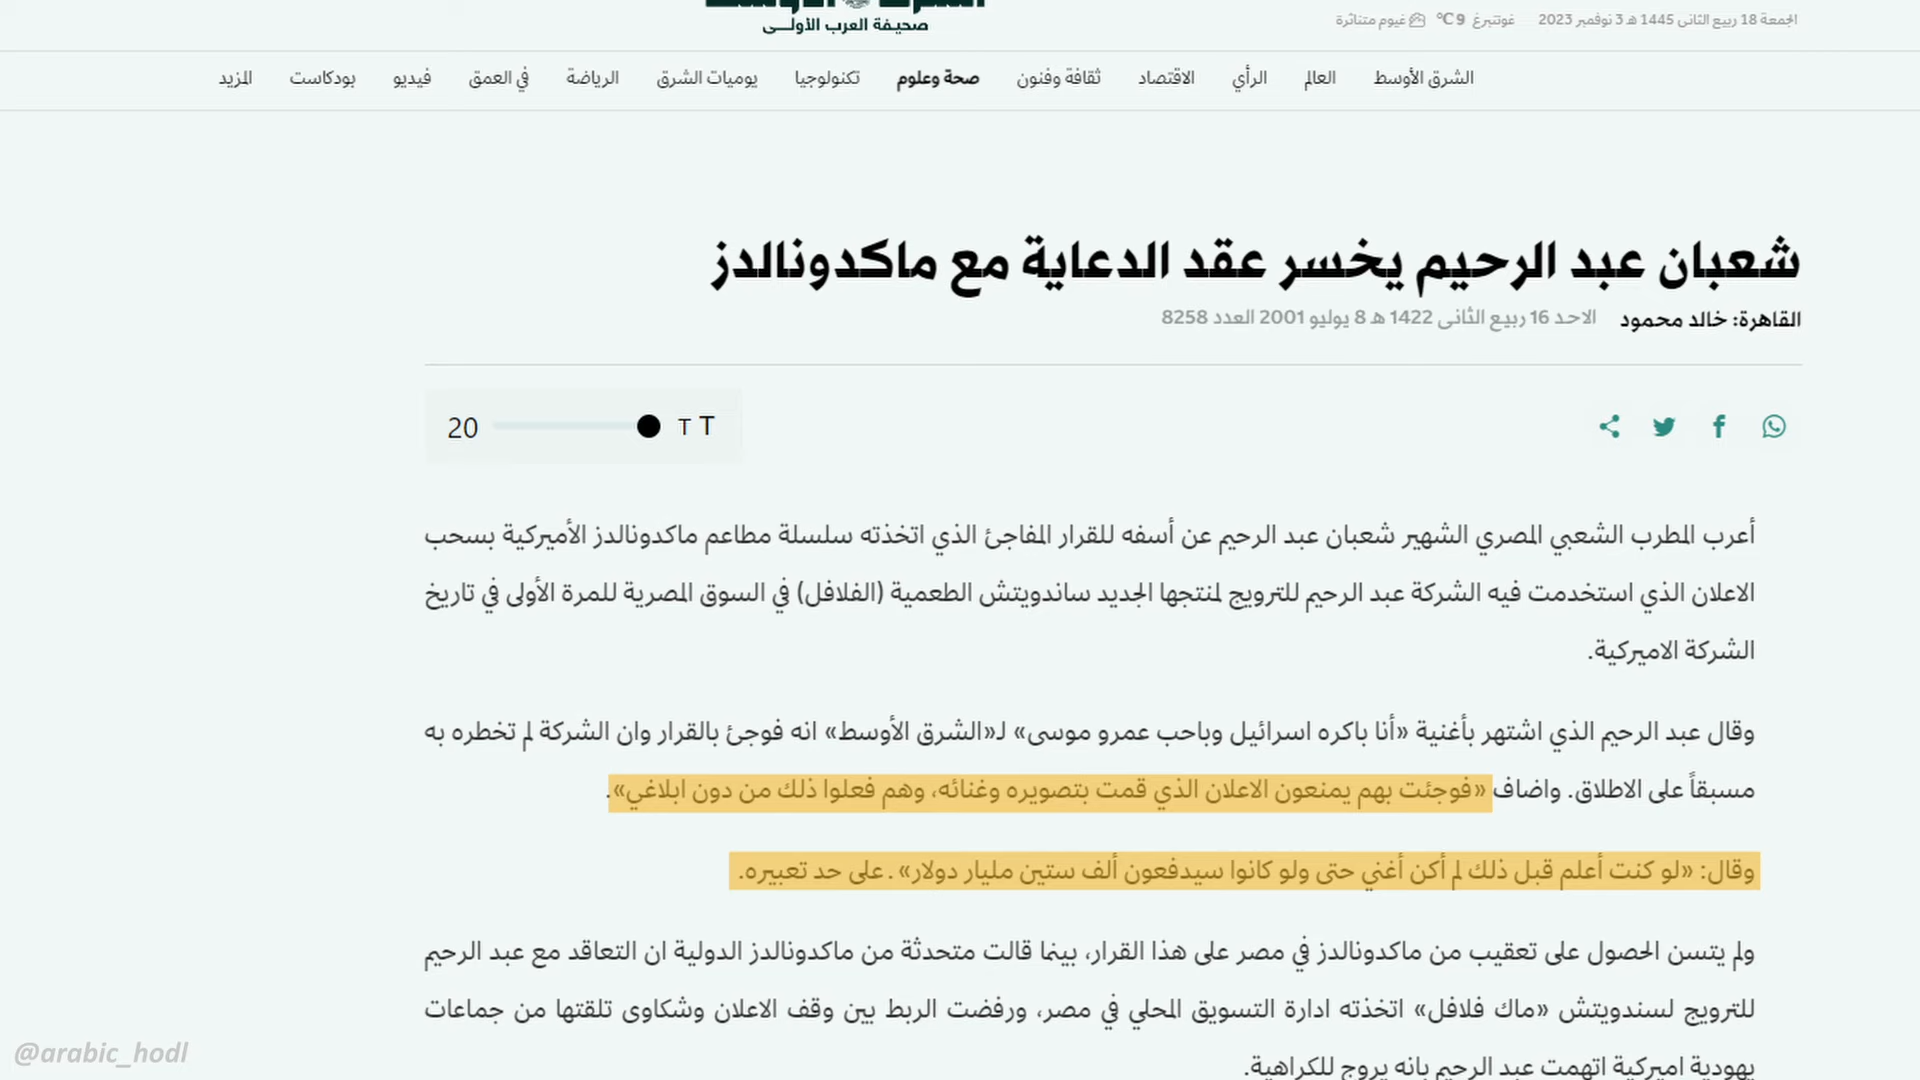 صحيفة العرب الأولى
الجمعة 18 ربيع الثاني 1445 هـ 3 نوفمبر 2023 غوتنبرغ 9℃ غيوم متناثرة
الشرق الأوسط العالم الرأي الاقتصاد ثقافة وفنون صحة وعلوم تكنولوجيا يوميات الشرق الرياضة في العمق فيديو بودكاست المزيد
شعبان عبد الرحيم يخسر عقد الدعاية مع ماكدونالدز
القاهرة: خالد محمود الاحد 16 ربيع الثاني 1422 هـ 8 يوليو 2001 العدد 8258
20 T T
أعرب المطرب الشعبي المصري الشهير شعبان عبد الرحيم عن أسفه للقرار المفاجئ الذي اتخذته سلسلة مطاعم ماكدونالدز الأميركية بسحب
الاعلان الذي استخدمت فيه الشركة عبد الرحيم للترويج لمنتجها الجديد ساندويتش الطعمية (الفلافل) في السوق المصرية للمرة الأولى في تاريخ
الشركة الاميركية.
وقال عبد الرحيم الذي اشتهر بأغنية «أنا باكره اسرائيل وباحب عمرو موسى» لـ«الشرق الأوسط» انه فوجئ بالقرار وان الشركة لم تخطره به
مسبقاً على الاطلاق. واضاف «فوجئت بهم يمنعون الاعلان الذي قمت بتصويره وغنائه، وهم فعلوا ذلك من دون ابلاغي».
وقال: «لو كنت أعلم قبل ذلك لم أكن أغني حتى ولو كانوا سيدفعون ألف ستين مليار دولار» . على حد تعبيره.
ولم يتسن الحصول على تعقيب من ماكدونالدز في مصر على هذا القرار، بينما قالت متحدثة من ماكدونالدز الدولية ان التعاقد مع عبد الرحيم
للترويج لسندويتش «ماك فلافل» اتخذته ادارة التسويق المحلي في مصر، ورفضت الربط بين وقف الاعلان وشكاوى تلقتها من جماعات
يهودية اميركية اتهمت عبد الرحيم بانه يروج للكراهية.
@arabic_hodl